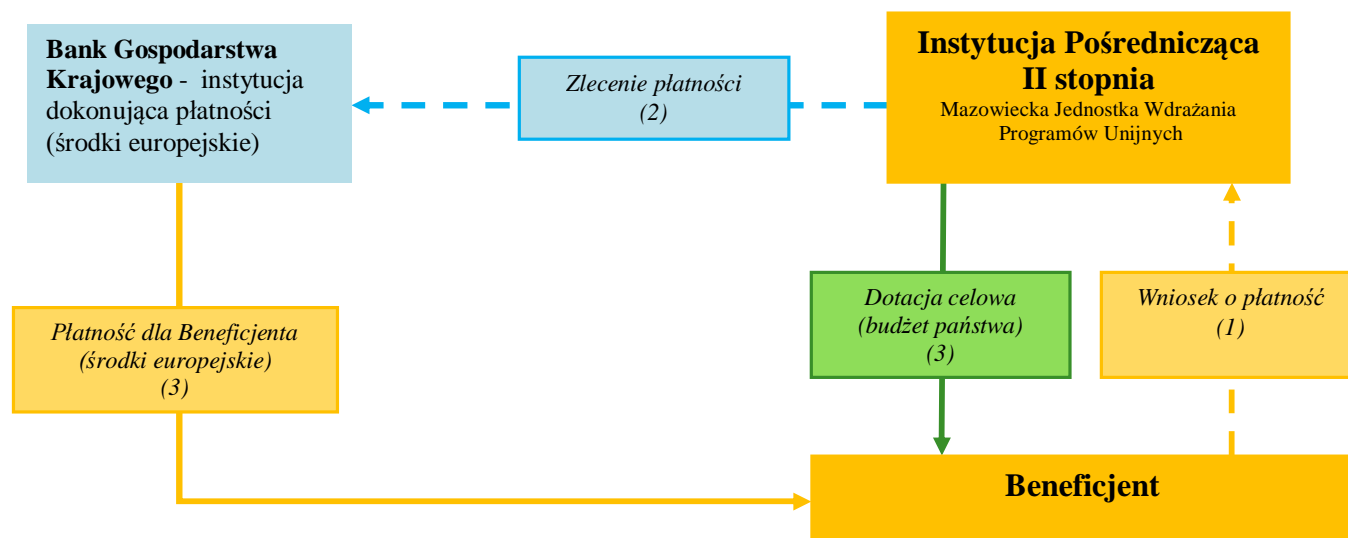 Bank Gospodarstwa
Krajowego - instytucja
dokonująca płatności
(środki europejskie)
Zlecenie płatności
(2)
Instytucja Pośrednicząca
II stopnia
Mazowiecka Jednostka Wdrażania
Programów Unijnych
Płatność dla Beneficjenta
(środki europejskie)
(3)
Dotacja celowa
(budżet państwa)
(3)
Wniosek o płatność
(1)
Beneficjent